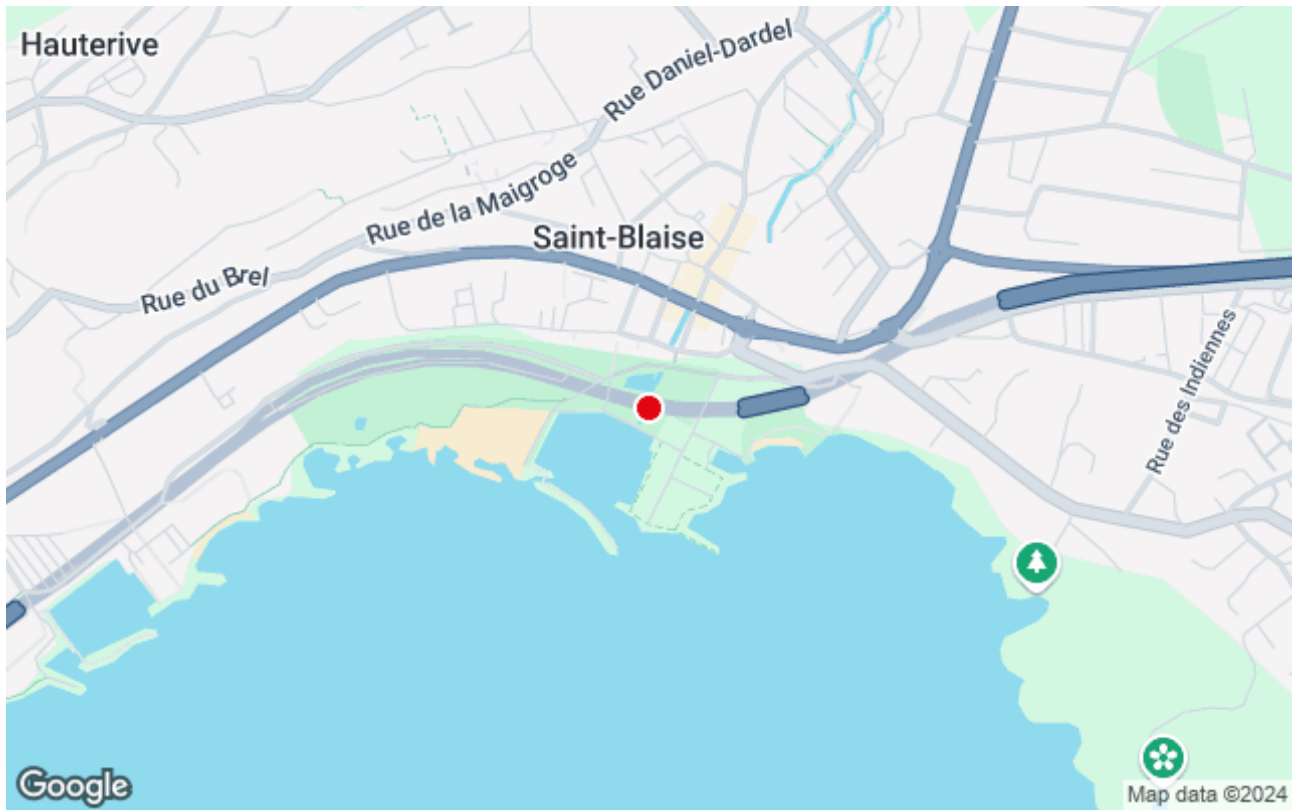 Hauterive
Rue Daniel-Dardel
Rue de la Maigroge
Saint-Blaise
Rue du Brel
Rue des Indiennes
Google
Map data ©2024